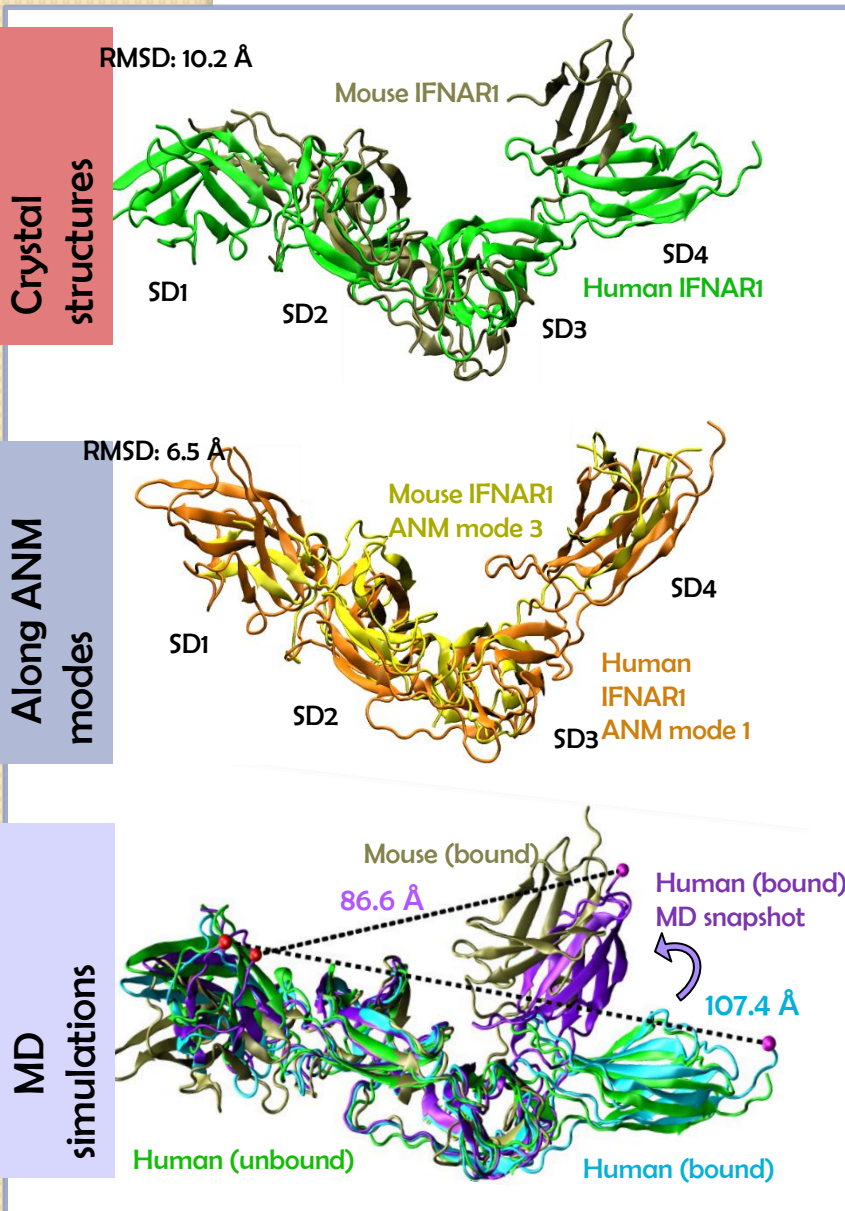 Crystal
structures
RMSD: 10.2 Å
Mouse IFNAR1
SD1
SD2
SD3
SD4
Human IFNAR1
Along ANM
modes
RMSD: 6.5 Å
Mouse IFNAR1
ANM mode 3
SD1
SD2
SD3
SD4
Human
IFNAR1
ANM mode 1
MD
simulations
Mouse (bound)
86.6 Å
Human (bound)
MD snapshot
107.4 Å
Human (unbound)
Human (bound)